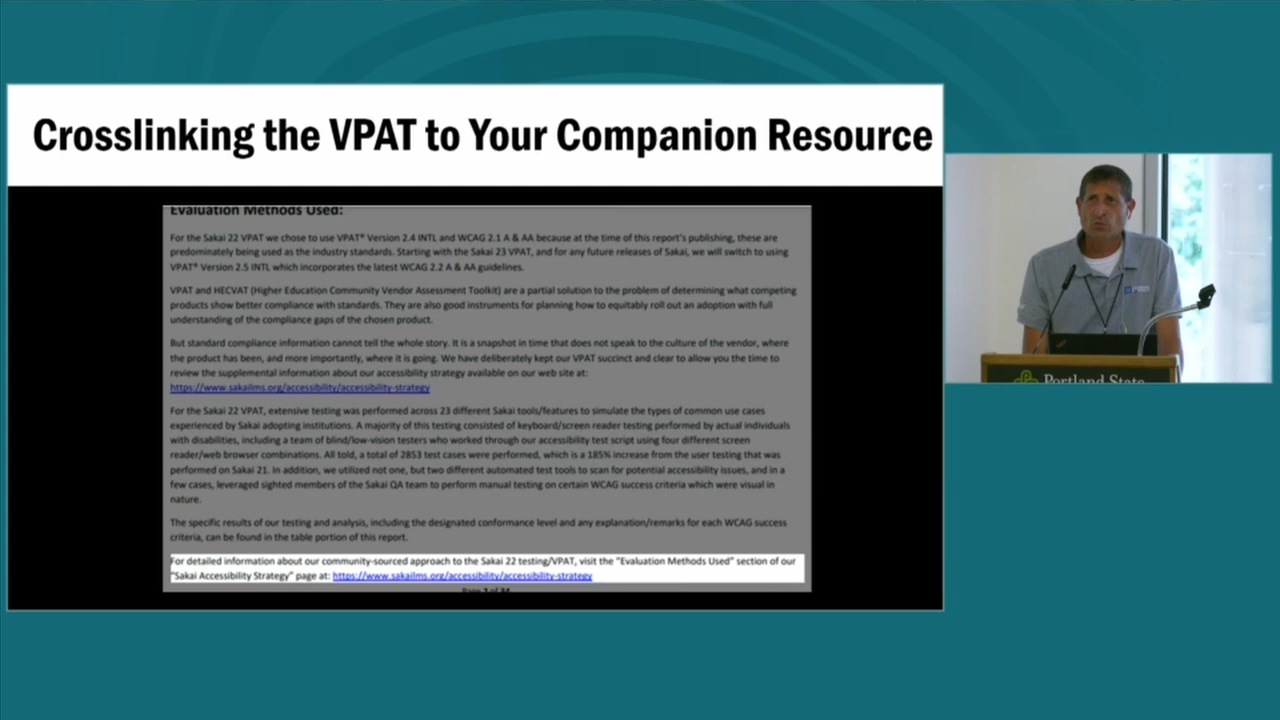 Crosslinking the VPAT to Your Companion Resource
Evaluation Methods Used:
For the Sakai 22 VPAT we chose to use VPAT® Version 2.4 INTL and WCAG 2.1 A & AA because at the time of this report's publishing, these are
predominately being used as the industry standards. Starting with the Sakai 23 VPAT, and for any future releases of Sakai, we will switch to using
VPAT® Version 2.5 INTL which incorporates the latest WCAG 2.2 A & AA guidelines.
VPAT and HECVAT (Higher Education Community Vendor Assessment Toolkit) are a partial solution to the problem of determining what competing
products show better compliance with standards. They are also good instruments for planning how to equitably roll out an adoption with full
understanding of the compliance gaps of the chosen product.
But standard compliance information cannot tell the whole story. It is a snapshot in time that does not speak to the culture of the vendor, where
the product has been, and more importantly, where it is going. We have deliberately kept our VPAT succinct and clear to allow you the time to
review the supplemental information about our accessibility strategy available on our web site at:
https://www.sakailms.org/accessibility/accessibility-strategy
For the Sakai 22 VPAT, extensive testing was performed across 23 different Sakai tools/features to simulate the types of common use cases
experienced by Sakai adopting institutions. A majority of this testing consisted of keyboard/screen reader testing performed by actual individuals
with disabilities, including a team of blind/low-vision testers who worked through our accessibility test script using four different screen
reader/web browser combinations. All told, a total of 2853 test cases were performed, which is a 185% increase from the user testing that was
performed on Sakai 21. In addition, we utilized not one, but two different automated test tools to scan for potential accessibility issues, and in a
few cases, leveraged sighted members of the Sakai QA team to perform manual testing on certain WCAG success criteria which were visual in
nature.
The specific results of our testing and analysis, including the designated conformance level and any explanation/remarks for each WCAG success
criteria, can be found in the table portion of this report.
For detailed information about our community-sourced approach to the Sakai 22 testing/VPAT, visit the "Evaluation Methods Used" section of our
"Sakai Accessibility Strategy" page at: https://www.sakailms.org/accessibility/accessibility-strategy
Portland State